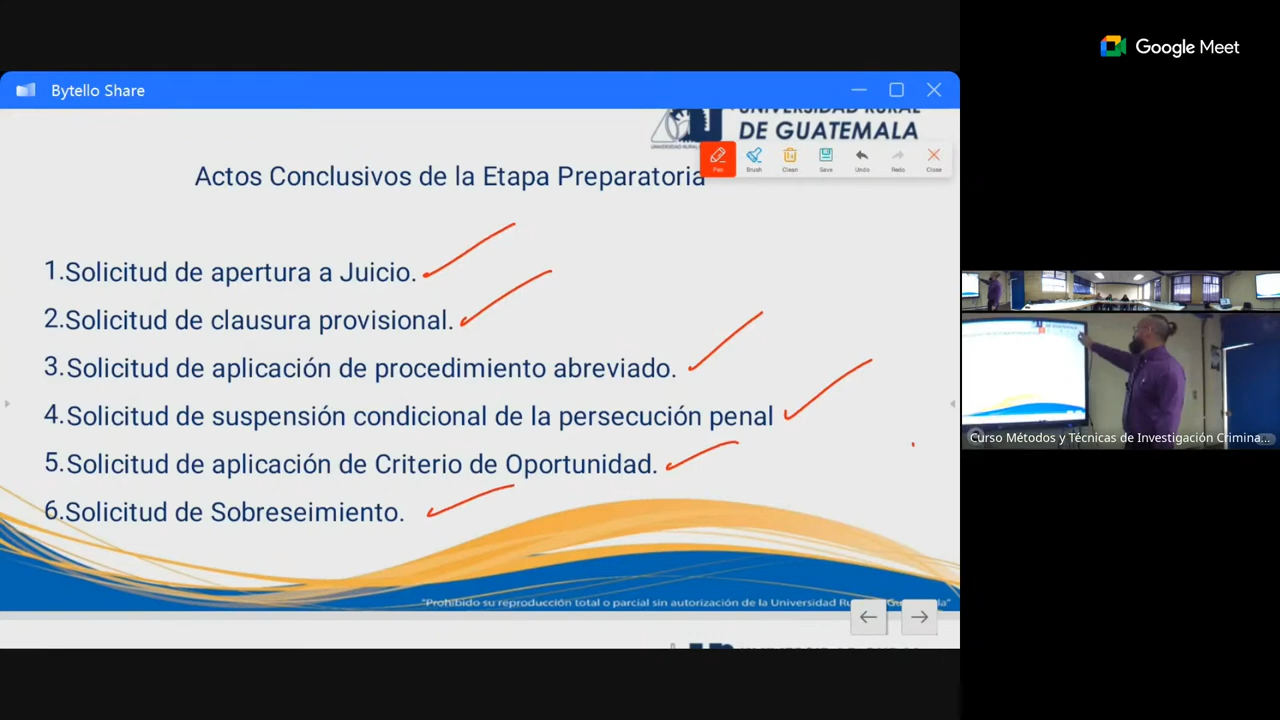 Google Meet
Bytello Share
UNIVERSIDAD RURAL
DE GUATEMALA
Pen
Brush
Clean
Save
Undo
Redo
Close
Actos Conclusivos de la Etapa Preparatoria
1.Solicitud de apertura a Juicio.
2.Solicitud de clausura provisional.
3.Solicitud de aplicación de procedimiento abreviado.
4.Solicitud de suspensión condicional de la persecución penal
5.Solicitud de aplicación de Criterio de Oportunidad.
6.Solicitud de Sobreseimiento.
Curso Métodos y Técnicas de Investigación Crimina...
"Prohibido su reproducción total o parcial sin autorización de la Universidad